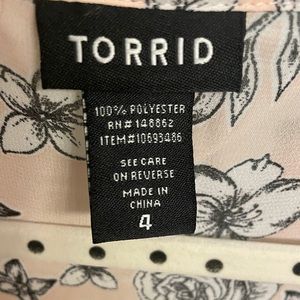 TORRID
100% POLYESTER
RN#148862
ITEM#10693486
SEE CARE
ON REVERSE
MADE IN
CHINA
4